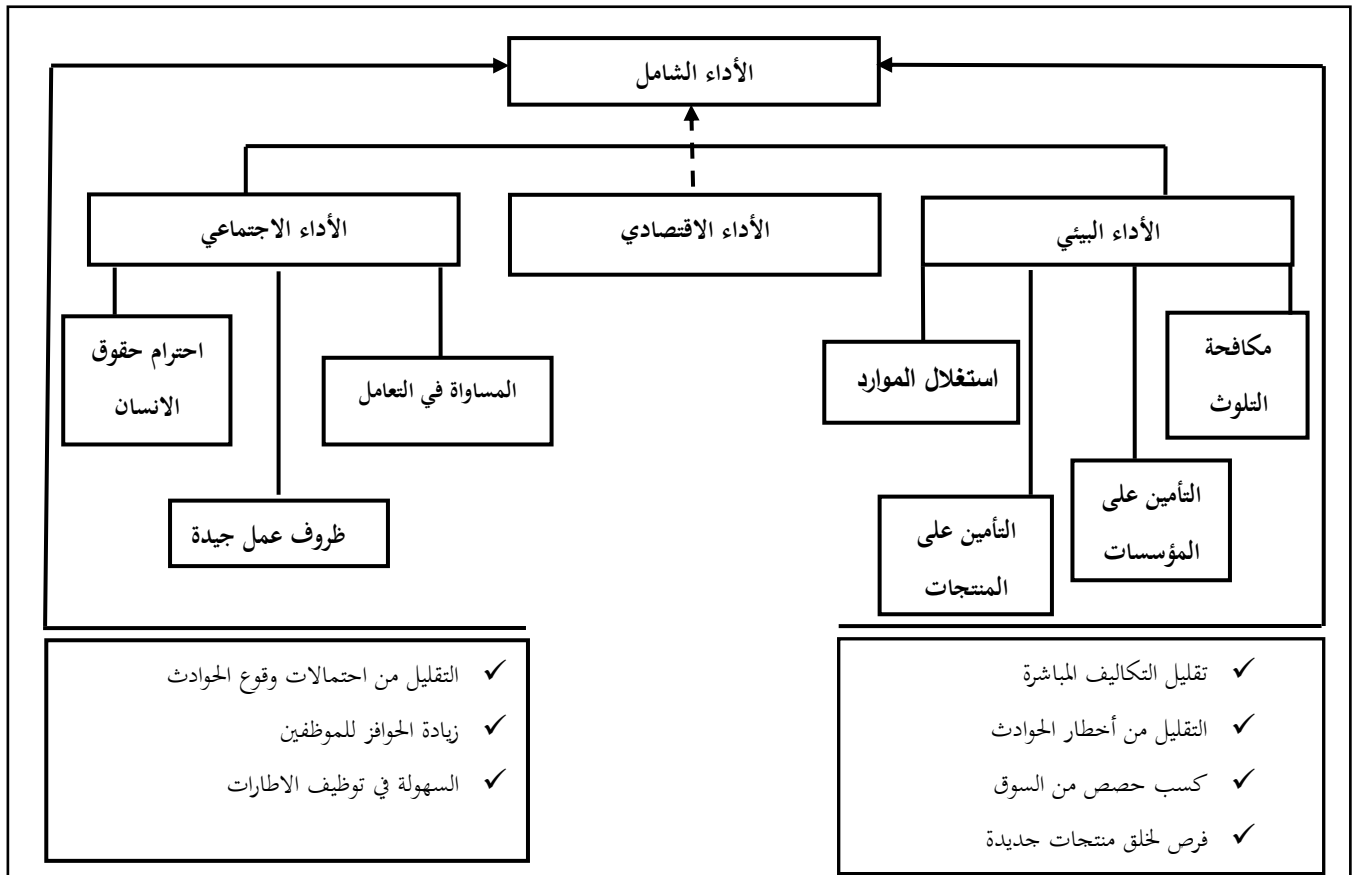 الأداء الشامل
الأداء البيئي
الأداء الاقتصادي
الأداء الاجتماعي
مكافحة
التلوث
التأمين على
المؤسسات
التأمين على
المنتجات
استغلال الموارد
المساواة في التعامل
ظروف عمل جيدة
احترام حقوق
الانسان
✓ تقليل التكاليف المباشرة
✓ التقليل من أخطار الحوادث
✓ كسب حصص من السوق
✓ فرص لخلق منتجات جديدة
✓ التقليل من احتمالات وقوع الحوادث
✓ زيادة الحوافز للموظفين
✓ السهولة في توظيف الاطارات